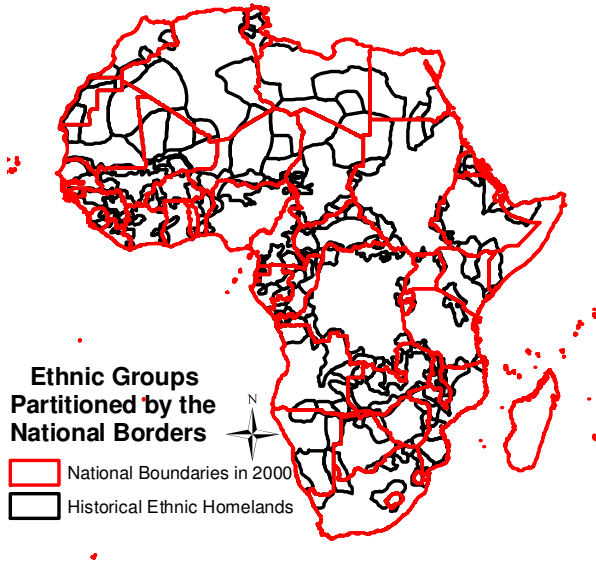 Ethnic Groups
Partitioned by the
National Borders
N
National Boundaries in 2000
Historical Ethnic Homelands